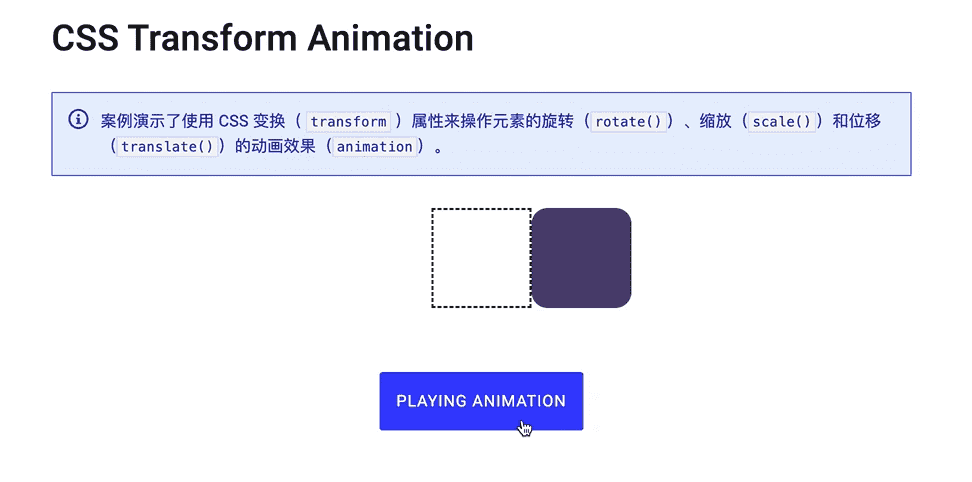 CSS Transform Animation
案例演示了使用 CSS 变换（ transform ）属性来操作元素的旋转（rotate()）、缩放（scale()）和位移
（translate()）的动画效果（animation）。
PLAYING ANIMATION